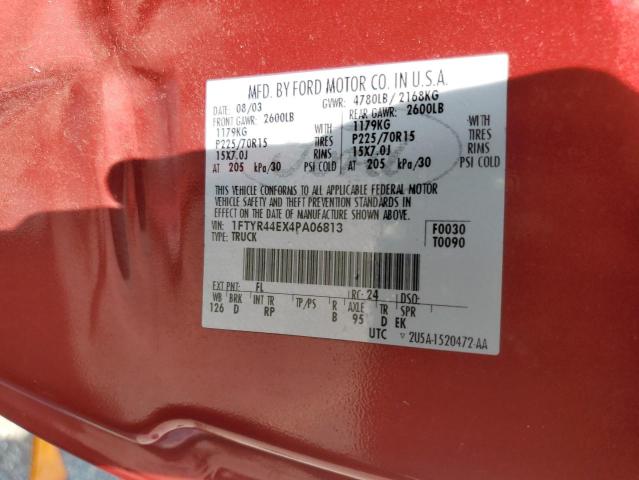 MFD. BY FORD MOTOR CO. IN U.S.A.
DATE: 08/03 GVWR: 4780LB/ 2168KG
FRONT GAWR: 2600LB REAR GAWR: 2600LB
1179KG WITH 1179KG WITH
P225/70R15 TIRES P225/70R15 TIRES
15X7.0J RIMS 15X7.0J RIMS
AT 205 kPa/30 PSI COLD AT 205 kPa/30 PSI COLD
THIS VEHICLE CONFORMS TO ALL APPLICABLE FEDERAL MOTOR
VEHICLE SAFETY AND THEFT PREVENTION STANDARDS IN
EFFECT ON THE DATE OF MANUFACTURE SHOWN ABOVE.
VIN: 1FTYR44EX4PA06813 F0030
TYPE: TRUCK T0090
EXT PNT: FL RC: 24 DSO:
WB BRK INT TR TP/PS R AXLE TR SPR
126 D RP B 95 D EK
UTC ▽ 2U5A-1520472-AA